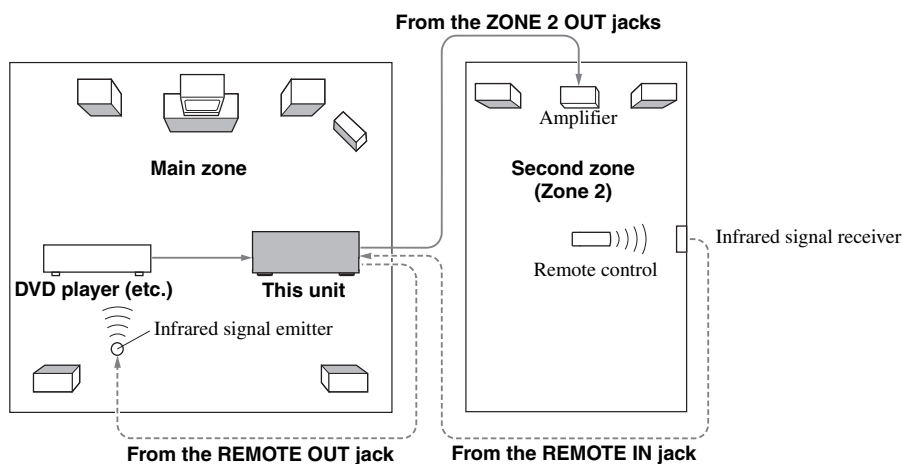 From the ZONE 2 OUT jacks
Amplifier
Main zone
Second zone
(Zone 2)
Infrared signal receiver
Remote control
DVD player (etc.)
This unit
Infrared signal emitter
From the REMOTE OUT jack
From the REMOTE IN jack